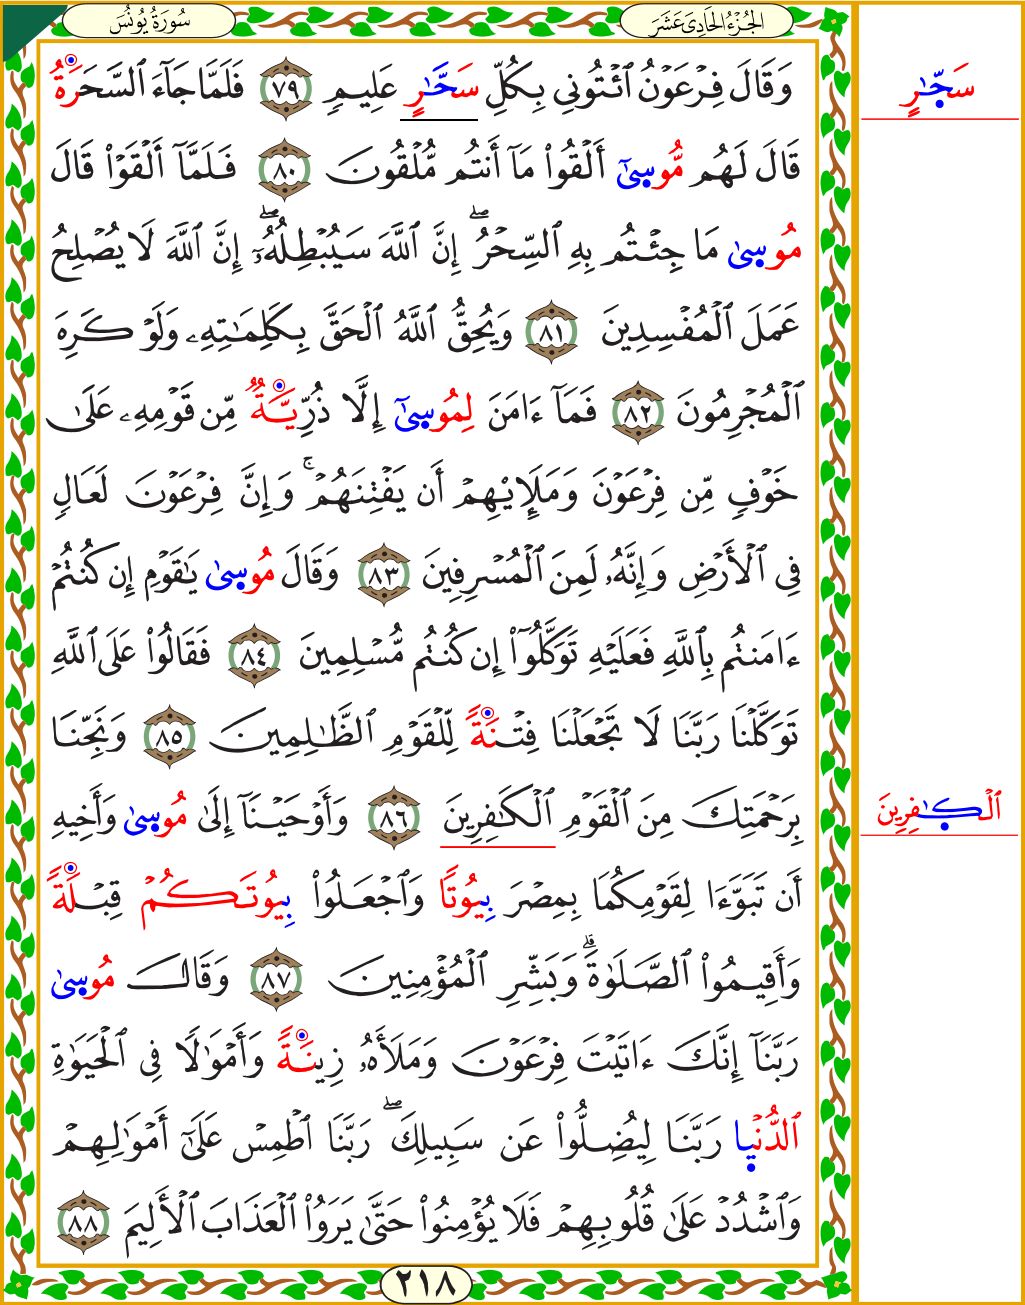 سُورَةُ يُونُسَ
الجُزْءُ الحَادِيَ عَشَرَ
وَقَالَ فِرْعَوْنُ ٱئْتُونِي بِكُلِّ سَحَّٰرٍ عَلِيمٖ ٧٩ فَلَمَّا جَآءَ ٱلسَّحَرَةُ
سَحَّٰرٍ
قَالَ لَهُم مُّوسَىٰٓ أَلْقُوا۟ مَآ أَنتُم مُّلْقُونَ ٨٠ فَلَمَّآ أَلْقَوْا۟ قَالَ
مُوسَىٰ مَا جِئْتُم بِهِ ٱلسِّحْرُۖ إِنَّ ٱللَّهَ سَيُبْطِلُهُۥٓۖ إِنَّ ٱللَّهَ لَا يُصْلِحُ
عَمَلَ ٱلْمُفْسِدِينَ ٨١ وَيُحِقُّ ٱللَّهُ ٱلْحَقَّ بِكَلِمَٰتِهِۦ وَلَوْ كَرِهَ
ٱلْمُجْرِمُونَ ٨٢ فَمَآ ءَامَنَ لِمُوسَىٰٓ إِلَّا ذُرِّيَّةٌ مِّن قَوْمِهِۦ عَلَىٰ
خَوْفٍ مِّن فِرْعَوْنَ وَمَلَإِي۟هِمْ أَن يَفْتِنَهُمْۚ وَإِنَّ فِرْعَوْنَ لَعَالٍ
فِي ٱلْأَرْضِ وَإِنَّهُۥ لَمِنَ ٱلْمُسْرِفِينَ ٨٣ وَقَالَ مُوسَىٰ يَٰقَوْمِ إِن كُنتُمْ
ءَامَنتُم بِٱللَّهِ فَعَلَيْهِ تَوَكَّلُوٓا۟ إِن كُنتُم مُّسْلِمِينَ ٨٤ فَقَالُوا۟ عَلَى ٱللَّهِ
تَوَكَّلْنَا رَبَّنَا لَا تَجْعَلْنَا فِتْنَةً لِّلْقَوْمِ ٱلظَّٰلِمِينَ ٨٥ وَنَجِّنَا
بِرَحْمَتِكَ مِنَ ٱلْقَوْمِ ٱلْكَٰفِرِينَ ٨٦ وَأَوْحَيْنَآ إِلَىٰ مُوسَىٰ وَأَخِيهِ
ٱلْكَٰفِرِينَ
أَن تَبَوَّءَا لِقَوْمِكُمَا بِمِصْرَ بِيُوتًا وَٱجْعَلُوا۟ بِيُوتَكُمْ قِبْلَةً
وَأَقِيمُوا۟ ٱلصَّلَوٰةَۗ وَبَشِّرِ ٱلْمُؤْمِنِينَ ٨٧ وَقَالَ مُوسَىٰ
رَبَّنَآ إِنَّكَ ءَاتَيْتَ فِرْعَوْنَ وَمَلَأَهُۥ زِينَةً وَأَمْوَٰلًا فِي ٱلْحَيَوٰةِ
ٱلدُّنْيَا رَبَّنَا لِيُضِلُّوا۟ عَن سَبِيلِكَۖ رَبَّنَا ٱطْمِسْ عَلَىٰٓ أَمْوَٰلِهِمْ
وَٱشْدُدْ عَلَىٰ قُلُوبِهِمْ فَلَا يُؤْمِنُوا۟ حَتَّىٰ يَرَوُا۟ ٱلْعَذَابَ ٱلْأَلِيمَ ٨٨
٢١٨